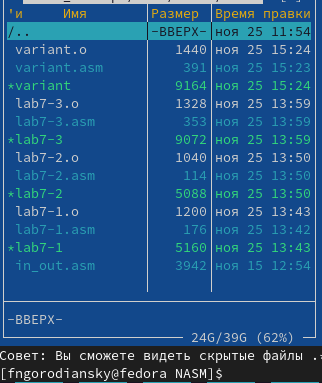 'и Имя Размер Время правки
/.. -ВВЕРХ- ноя 25 11:54
variant.o 1440 ноя 25 15:24
variant.asm 391 ноя 25 15:23
*variant 9164 ноя 25 15:24
lab7-3.o 1328 ноя 25 13:59
lab7-3.asm 353 ноя 25 13:59
*lab7-3 9072 ноя 25 13:59
lab7-2.o 1040 ноя 25 13:50
lab7-2.asm 114 ноя 25 13:50
*lab7-2 5088 ноя 25 13:50
lab7-1.o 1200 ноя 25 13:43
lab7-1.asm 176 ноя 25 13:42
*lab7-1 5160 ноя 25 13:43
in_out.asm 3942 ноя 15 12:54
-ВВЕРХ-
24G/39G (62%)
Совет: Вы сможете видеть скрытые файлы .
[fngorodiansky@fedora NASM]$